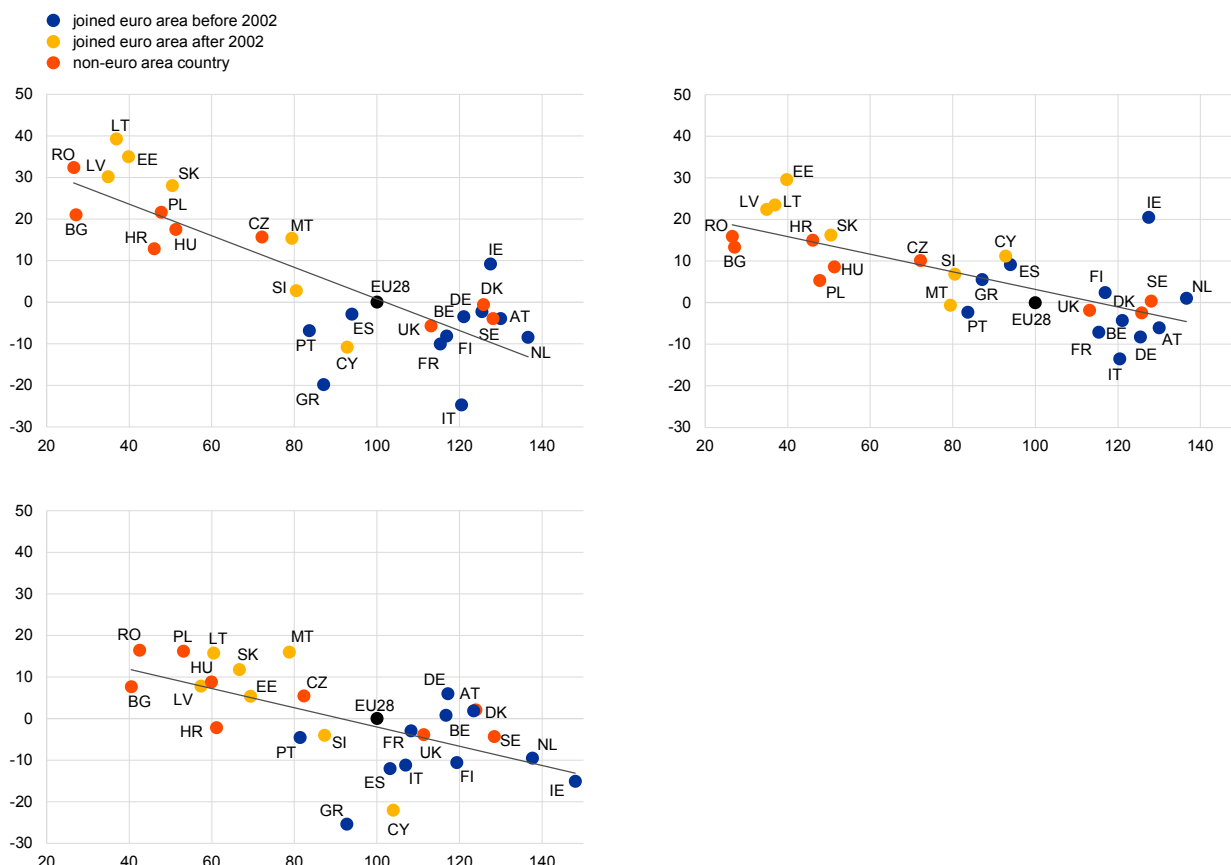 joined euro area before 2002
joined euro area after 2002
non-euro area country
50
40
30
20
10
0
-10
-20
-30
20
40
60
80
100
120
140
LT
RO
LV
EE
SK
BG
PL
HR
HU
CZ
MT
SI
EU28
IE
DK
DE
BE
AT
ES
UK
SE
PT
CY
FR
FI
NL
GR
IT
50
40
30
20
10
0
-10
-20
-30
20
40
60
80
100
120
140
EE
LV
LT
IE
RO
HR
SK
BG
CZ
CY
HU
SI
ES
PL
GR
FI
SE
NL
MT
DK
PT
EU28
UK
BE
AT
FR
DE
IT
50
40
30
20
10
0
-10
-20
-30
20
40
60
80
100
120
140
RO
PL
LT
MT
SK
HU
BG
LV
EE
CZ
DE
AT
EU28
DK
HR
BE
PT
SI
FR
UK
SE
NL
ES
IT
FI
IE
GR
CY